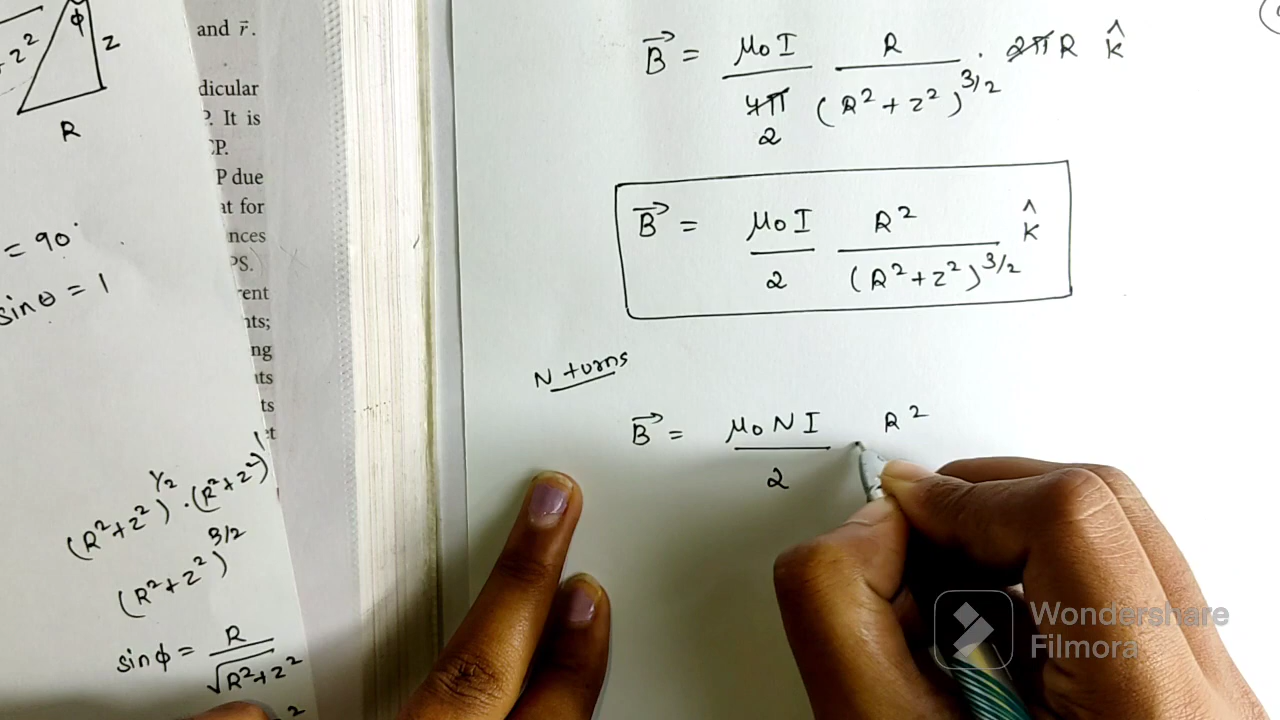 ϕ
+z²
z
R
= 90°
sinθ = 1
(R²+z²)^1/2 · (R²+z²)^1
(R²+z²)^3/2
sinϕ = R / √R²+z²
and r⃗.
dicular
P. It is
CP.
P due
at for
nces
PS.
rent
nts;
ng
ts
B⃗ = μ₀I / 4π R / (R²+z²)^3/2 · 2πR k̂
2
B⃗ = μ₀I / 2 R² / (R²+z²)^3/2 k̂
N turns
B⃗ = μ₀NI / 2 R²
Wondershare
Filmora